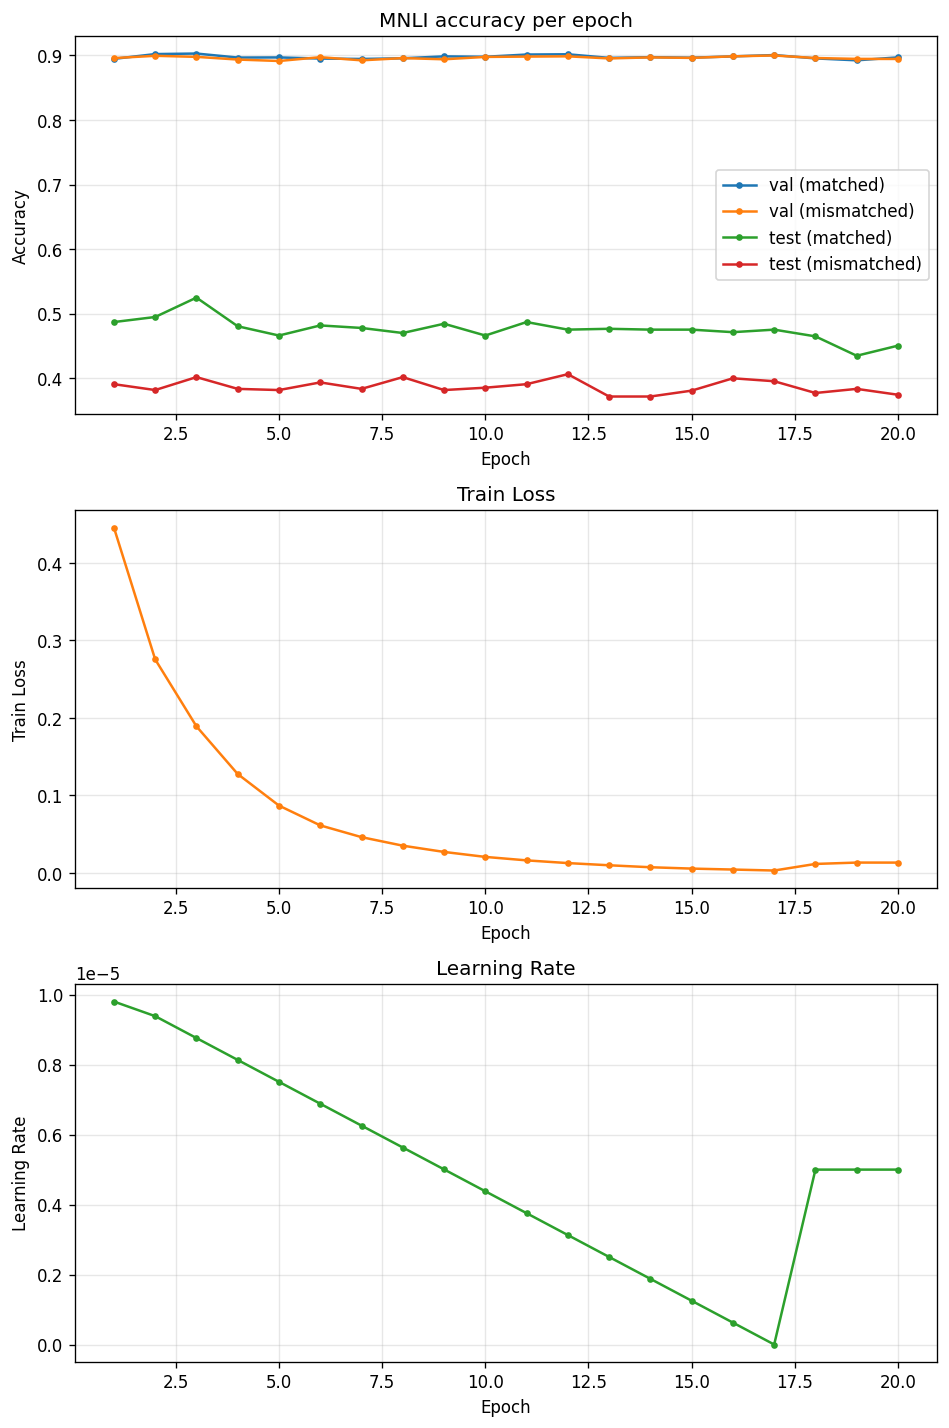 MNLI accuracy per epoch
0.9
0.8
0.7
0.6
0.5
0.4
Accuracy
val (matched)
val (mismatched)
test (matched)
test (mismatched)
2.5 5.0 7.5 10.0 12.5 15.0 17.5 20.0
Epoch
Train Loss
0.4
0.3
0.2
0.1
0.0
Train Loss
2.5 5.0 7.5 10.0 12.5 15.0 17.5 20.0
Epoch
Learning Rate
1e−5
1.0
0.8
0.6
0.4
0.2
0.0
Learning Rate
2.5 5.0 7.5 10.0 12.5 15.0 17.5 20.0
Epoch